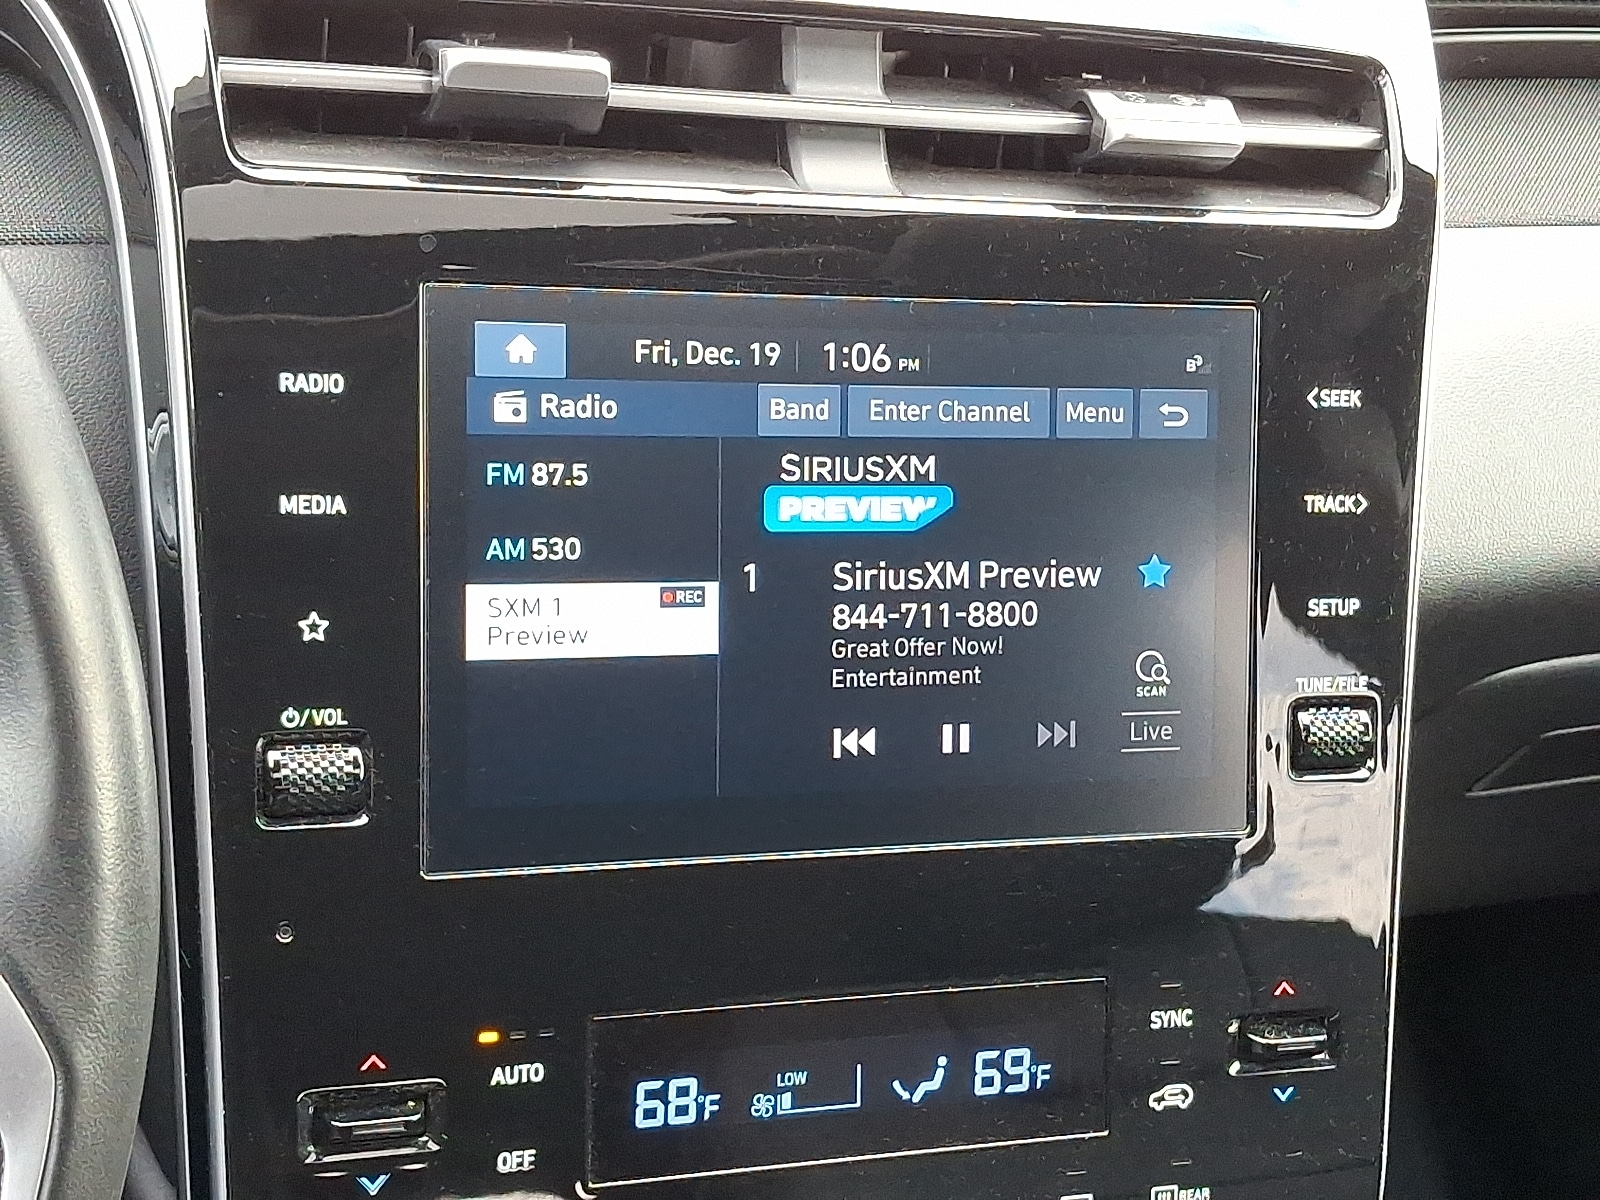 Fri, Dec. 19 1:06 PM B
Radio Band Enter Channel Menu
RADIO
MEDIA
/VOL
FM 87.5
AM 530
SXM 1 REC
Preview
SIRIUSXM
PREVIEW
1 SiriusXM Preview
844-711-8800
Great Offer Now!
Entertainment
SCAN
Live
<SEEK
TRACK>
SETUP
TUNE/FILE
AUTO
OFF
68°F LOW 69°F
SYNC
REAR